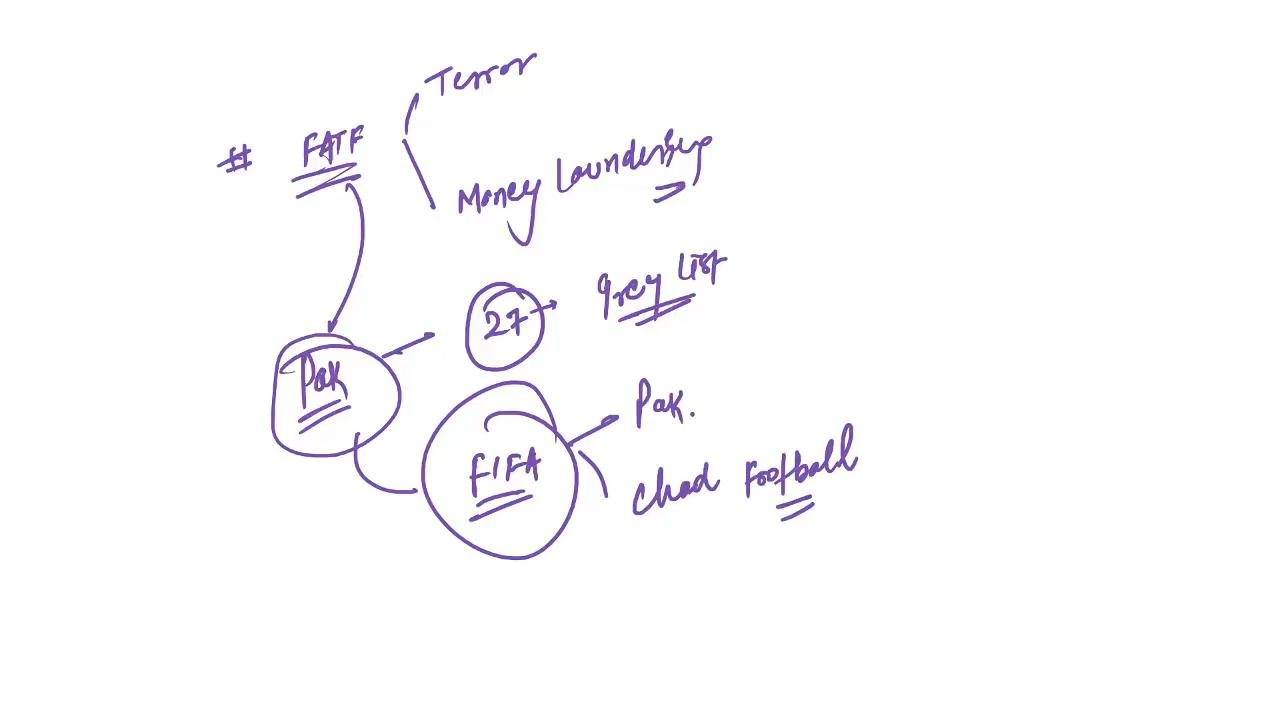 Terror
# FATF
Money Laundering
Grey List
27
Pak
Pak.
FIFA
Chad Football